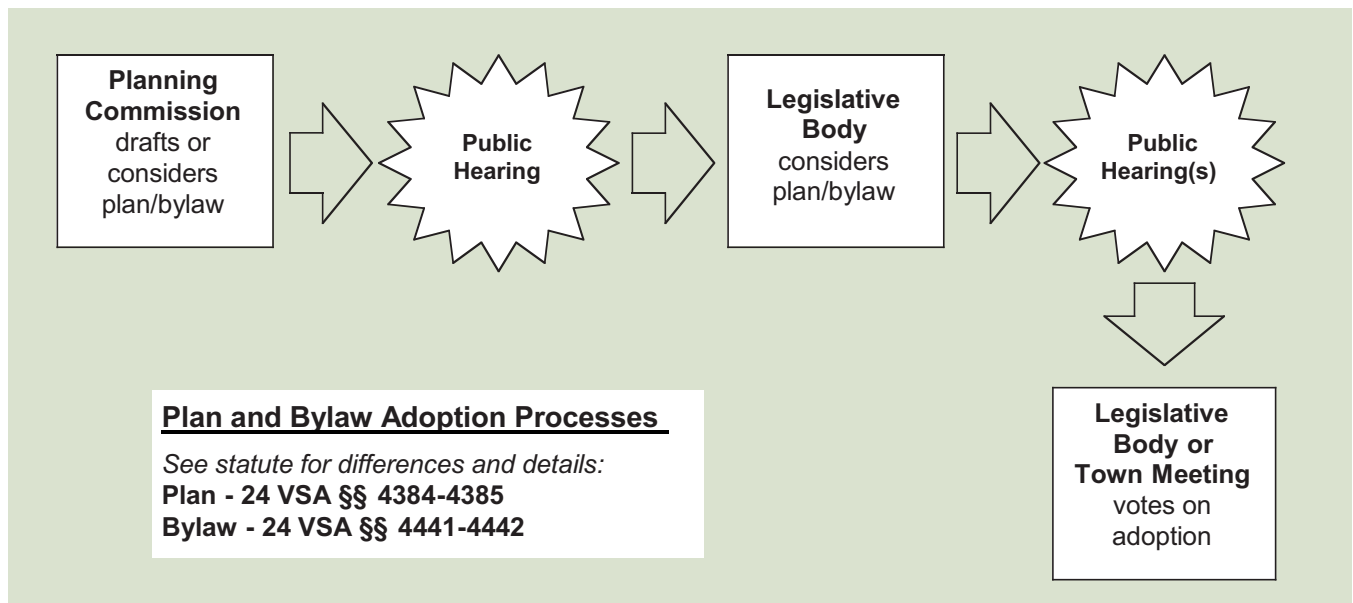 Planning
Commission
drafts or
considers
plan/bylaw
Public
Hearing
Legislative
Body
considers
plan/bylaw
Public
Hearing(s)
Legislative
Body or
Town Meeting
votes on
adoption
Plan and Bylaw Adoption Processes
See statute for differences and details:
Plan - 24 VSA §§ 4384-4385
Bylaw - 24 VSA §§ 4441-4442